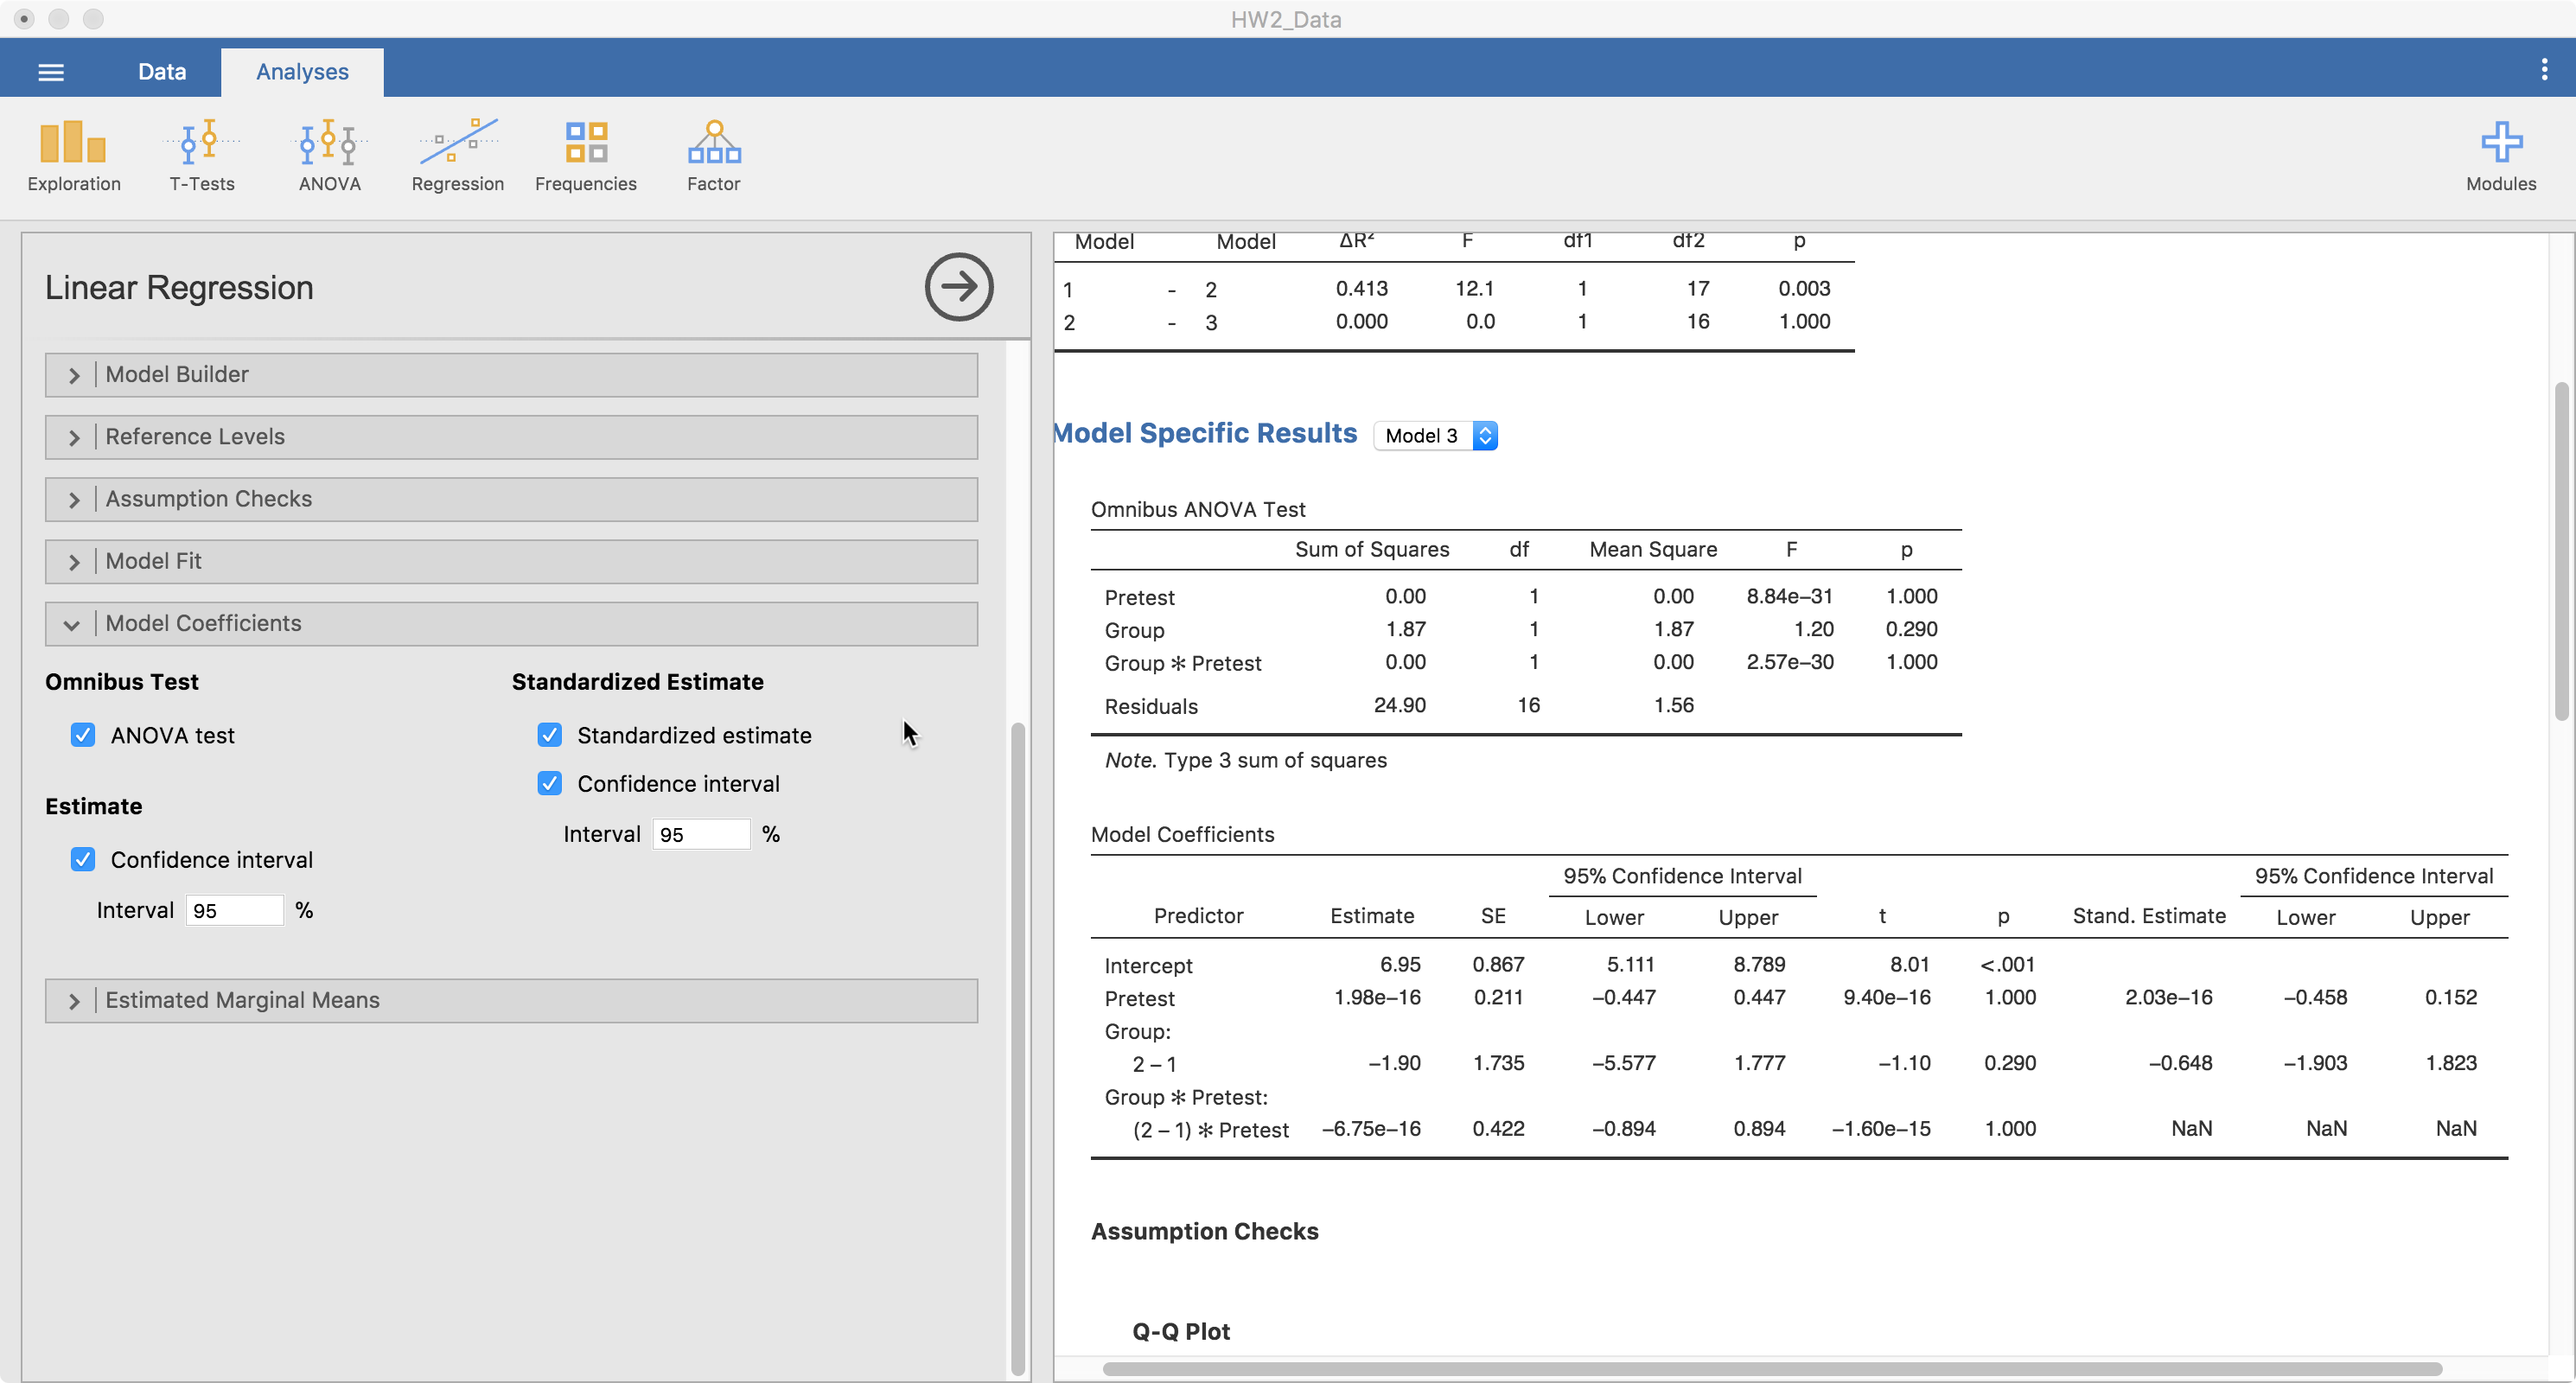 HW2_Data
Data Analyses
Exploration T-Tests ANOVA Regression Frequencies Factor Modules
Linear Regression
Model Builder
Reference Levels
Assumption Checks
Model Fit
Model Coefficients
Omnibus Test
ANOVA test
Estimate
Confidence interval
Interval 95 %
Standardized Estimate
Standardized estimate
Confidence interval
Interval 95 %
Estimated Marginal Means
Model Model ΔR² F df1 df2 p
1 - 2 0.413 12.1 1 17 0.003
2 - 3 0.000 0.0 1 16 1.000
Model Specific Results Model 3
Omnibus ANOVA Test
Sum of Squares df Mean Square F p
Pretest 0.00 1 0.00 8.84e−31 1.000
Group 1.87 1 1.87 1.20 0.290
Group ✻ Pretest 0.00 1 0.00 2.57e−30 1.000
Residuals 24.90 16 1.56
Note. Type 3 sum of squares
Model Coefficients
95% Confidence Interval 95% Confidence Interval
Predictor Estimate SE Lower Upper t p Stand. Estimate Lower Upper
Intercept 6.95 0.867 5.111 8.789 8.01 <.001
Pretest 1.98e−16 0.211 −0.447 0.447 9.40e−16 1.000 2.03e−16 −0.458 0.152
Group:
2 – 1 −1.90 1.735 −5.577 1.777 −1.10 0.290 −0.648 −1.903 1.823
Group ✻ Pretest:
(2 – 1) ✻ Pretest −6.75e−16 0.422 −0.894 0.894 −1.60e−15 1.000 NaN NaN NaN
Assumption Checks
Q-Q Plot